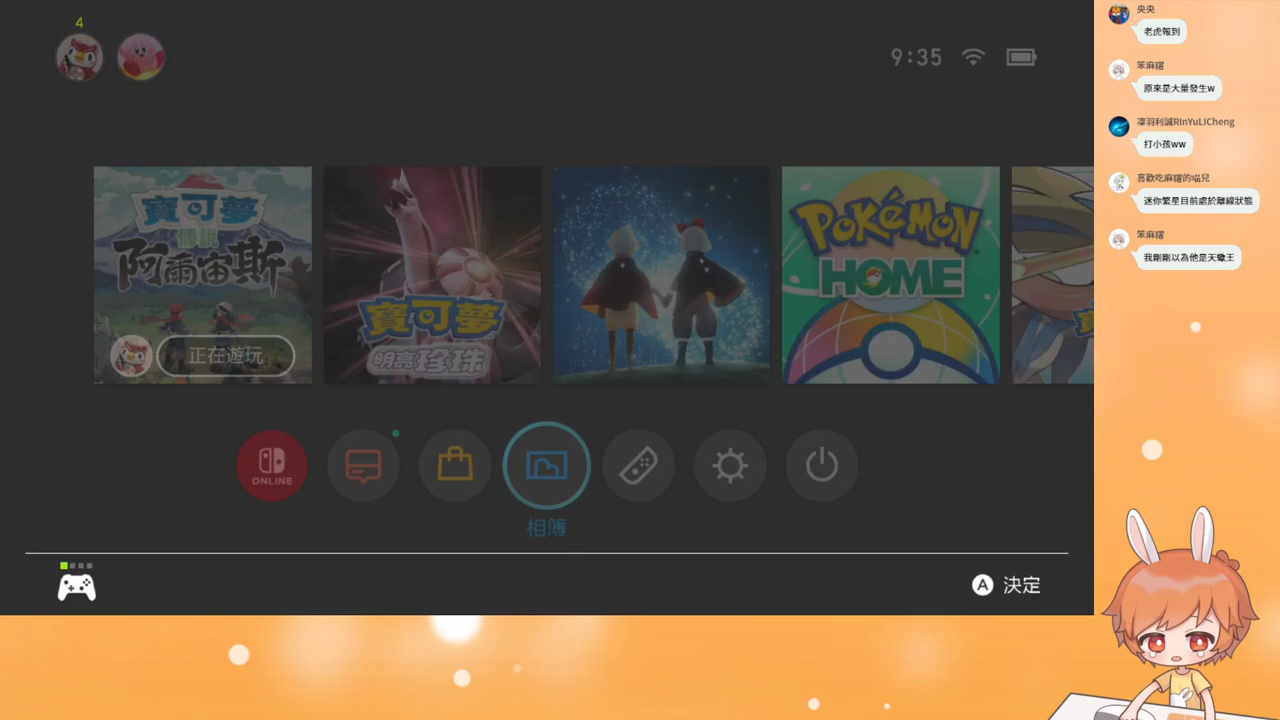 4
9:35
寶可夢
傳說
阿爾宙斯
正在遊玩
寶可夢
明亮珍珠
Pokémon
HOME
ONLINE
相簿
A 決定
央央
老虎報到
笨麻糬
原來是大量發生w
凜羽利誠RInYuLICheng
打小孩ww
喜歡吃麻糬的喵兒
迷你繁星目前處於離線狀態
笨麻糬
我剛剛以為他是天蠍王